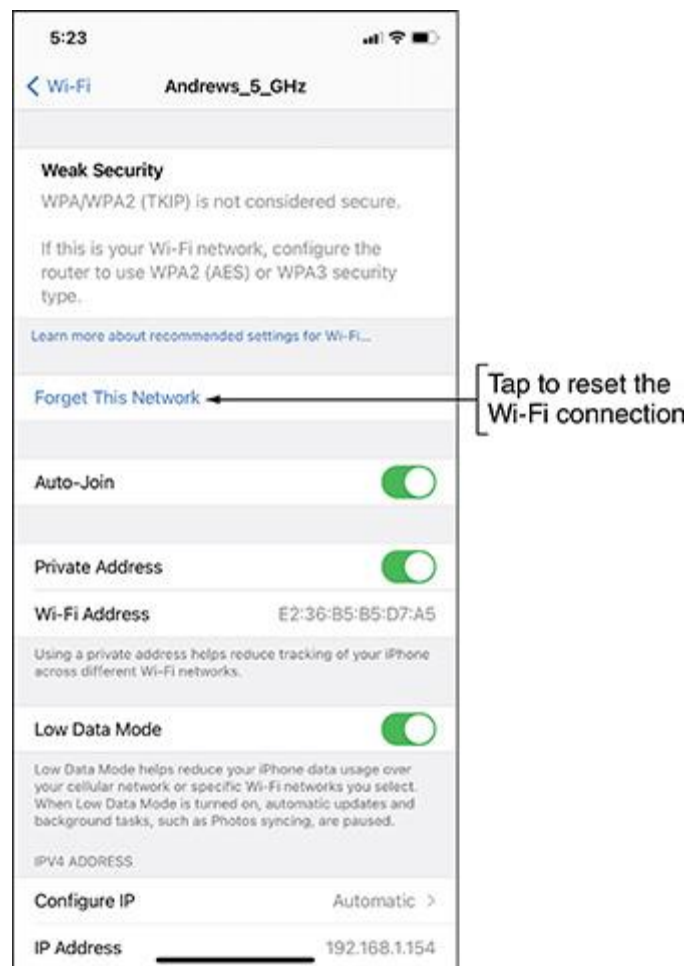 5:23
Wi-Fi
Andrews_5_GHz
Weak Security
WPA/WPA2 (TKIP) is not considered secure.
If this is your Wi-Fi network, configure the
router to use WPA2 (AES) or WPA3 security
type.
Learn more about recommended settings for Wi-Fi...
Forget This Network
Tap to reset the
Wi-Fi connection
Auto-Join
Private Address
Wi-Fi Address E2:36:B5:B5:D7:A5
Using a private address helps reduce tracking of your iPhone
across different Wi-Fi networks.
Low Data Mode
Low Data Mode helps reduce your iPhone data usage over
your cellular network or specific Wi-Fi networks you select.
When Low Data Mode is turned on, automatic updates and
background tasks, such as Photos syncing, are paused.
IPV4 ADDRESS
Configure IP Automatic
IP Address 192.168.1.154